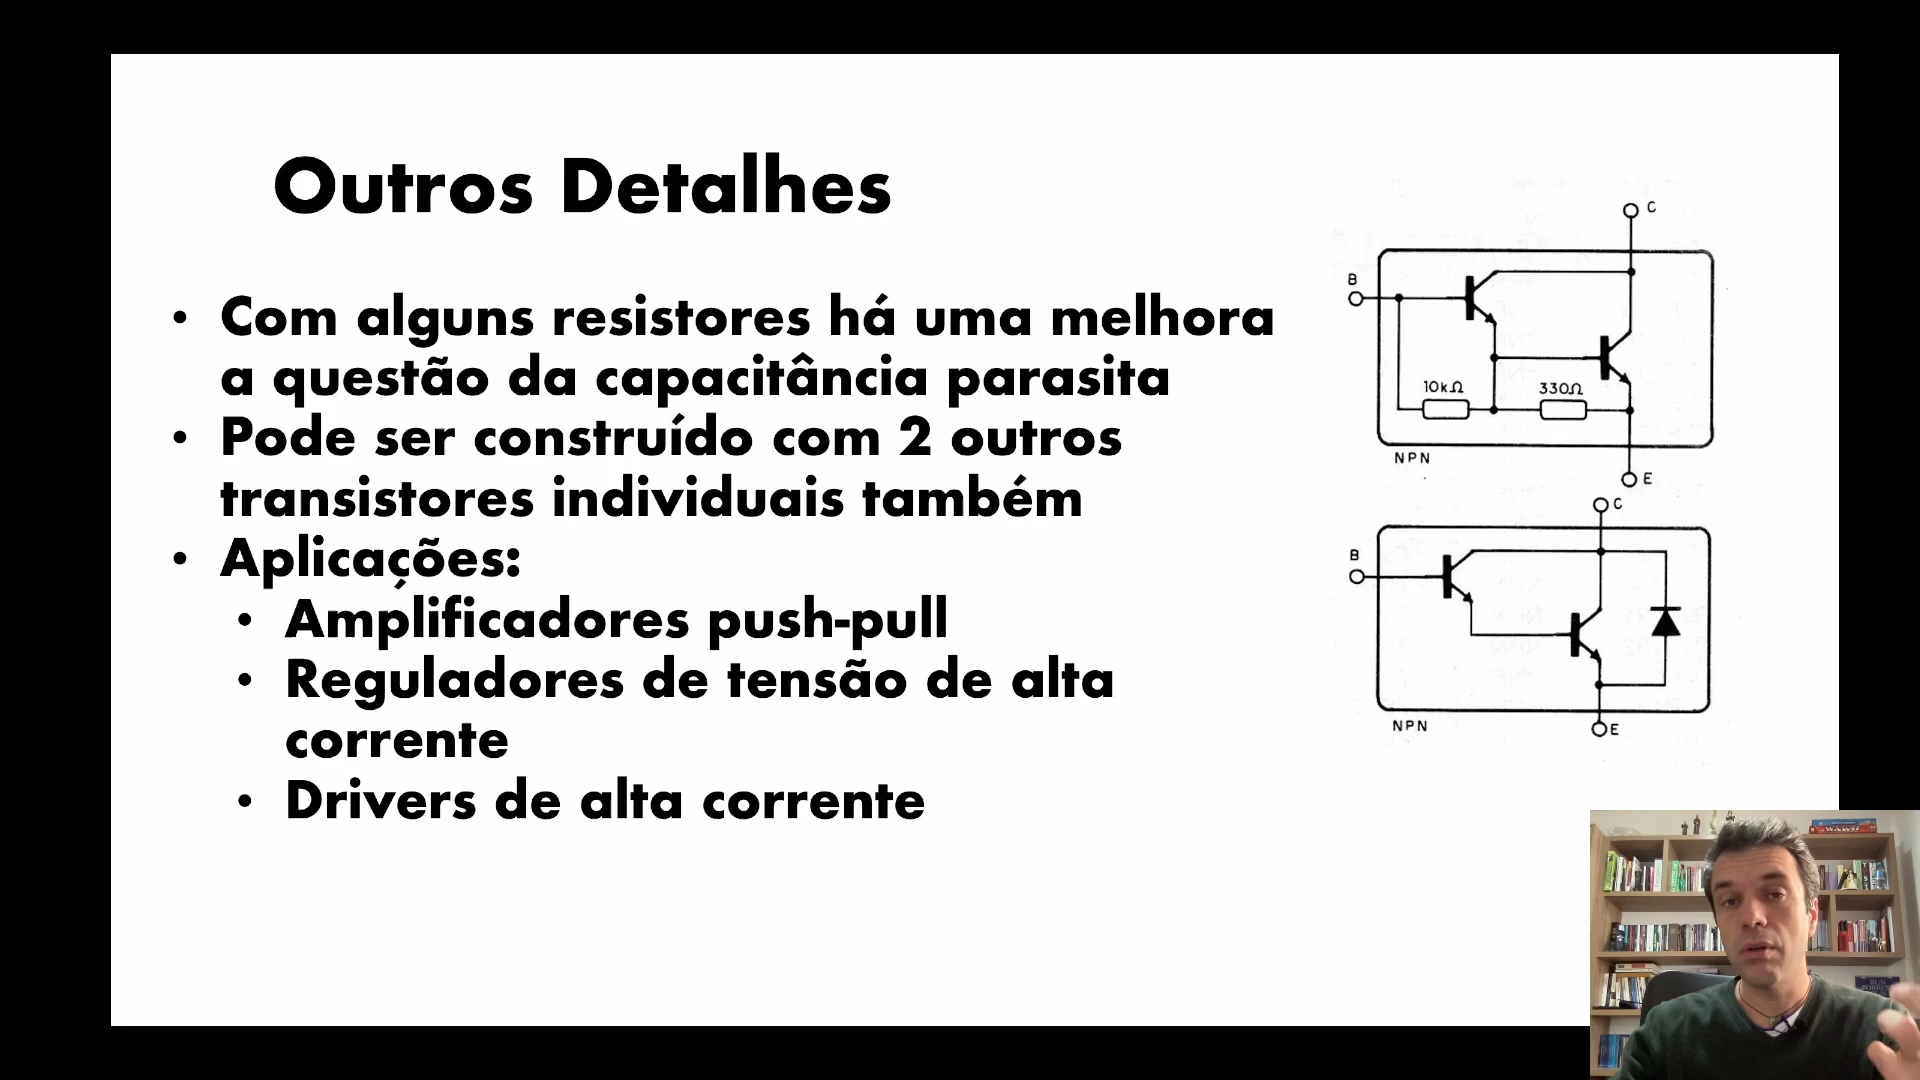 Outros Detalhes
• Com alguns resistores há uma melhora
a questão da capacitância parasita
• Pode ser construído com 2 outros
transistores individuais também
• Aplicações:
• Amplificadores push-pull
• Reguladores de tensão de alta
corrente
• Drivers de alta corrente
C
B
10kΩ
330Ω
NPN
E
C
B
NPN
E